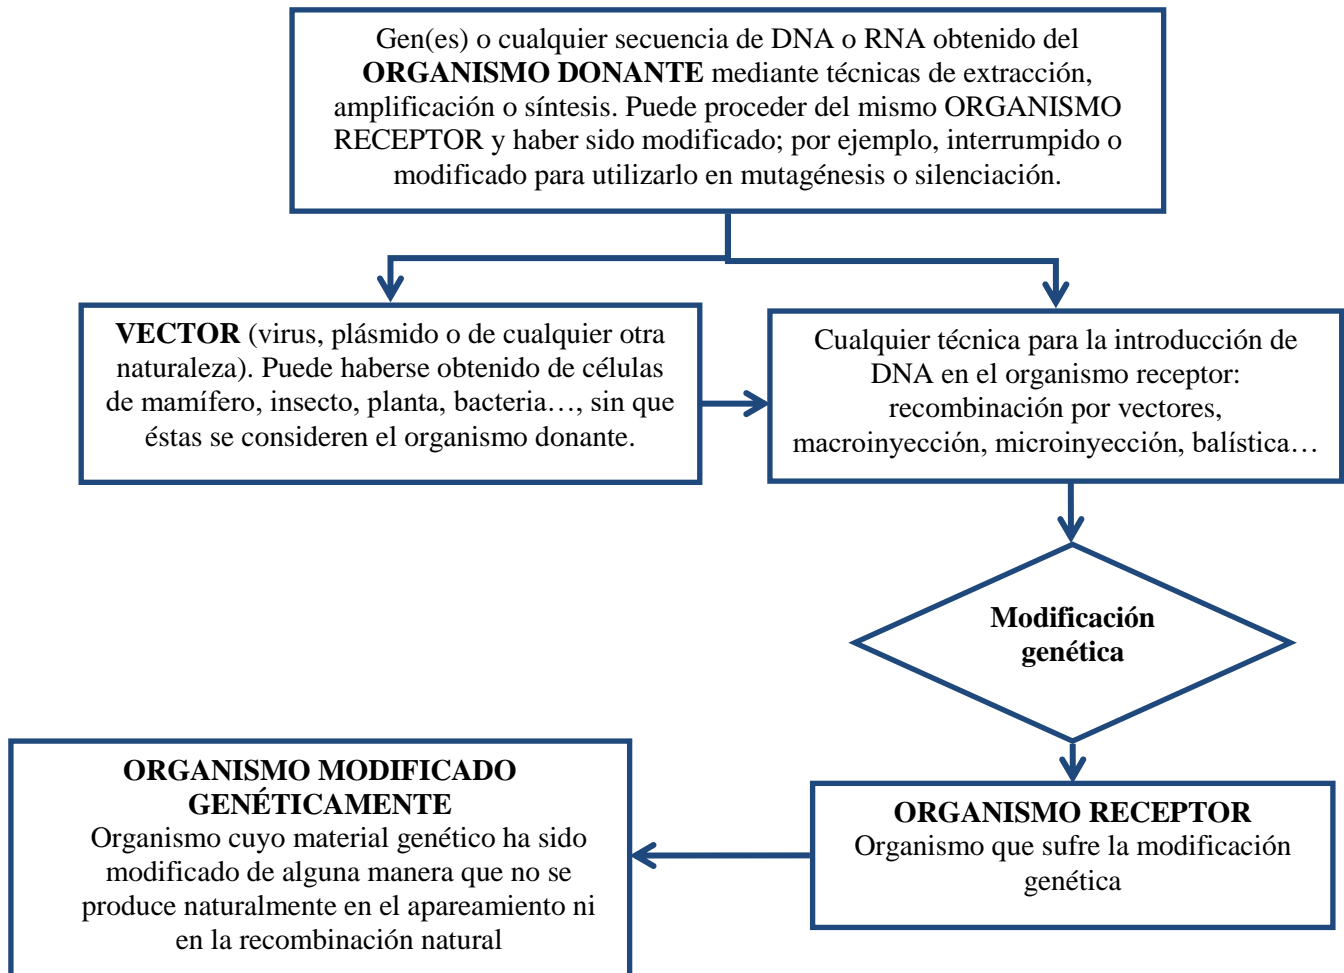 Gen(es) o cualquier secuencia de DNA o RNA obtenido del
ORGANISMO DONANTE mediante técnicas de extracción,
amplificación o síntesis. Puede proceder del mismo ORGANISMO
RECEPTOR y haber sido modificado; por ejemplo, interrumpido o
modificado para utilizarlo en mutagénesis o silenciación.
VECTOR (virus, plásmido o de cualquier otra
naturaleza). Puede haberse obtenido de células
de mamífero, insecto, planta, bacteria…, sin que
éstas se consideren el organismo donante.
Cualquier técnica para la introducción de
DNA en el organismo receptor:
recombinación por vectores,
macroinyección, microinyección, balística…
Modificación
genética
ORGANISMO RECEPTOR
Organismo que sufre la modificación
genética
ORGANISMO MODIFICADO
GENÉTICAMENTE
Organismo cuyo material genético ha sido
modificado de alguna manera que no se
produce naturalmente en el apareamiento ni
en la recombinación natural